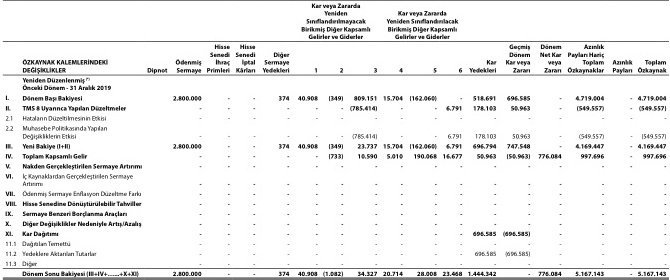 Kar veya Zararda Kar veya Zararda
Yeniden Yeniden Sınıflandırılacak
Sınıflandırılmayacak Birikmiş Diğer Kapsamlı
Birikmiş Diğer Kapsamlı Gelirler ve Giderler
Gelirler ve Giderler
ÖZKAYNAK KALEMLERİNDEKİ DEĞİŞİKLİKLER Dipnot Ödenmiş Sermaye Hisse Senedi İhraç Primleri Hisse Senedi İptal Kârları Diğer Sermaye Yedekleri 1 2 3 4 5 6 Kar Yedekleri Geçmiş Dönem Karı veya Zararı Dönem Net Kar veya Zararı Azınlık Payları Hariç Toplam Özkaynaklar Azınlık Payları Toplam Özkaynak
Yeniden Düzenlenmiş (*)
Önceki Dönem - 31 Aralık 2019
I. Dönem Başı Bakiyesi 2.800.000 - - 374 40.908 (349) 809.151 15.704 (162.060) - 518.691 696.585 - 4.719.004 - 4.719.004
II. TMS 8 Uyarınca Yapılan Düzeltmeler - - - - - - (785.414) - - 6.791 178.103 50.963 - (549.557) - (549.557)
2.1 Hataların Düzeltilmesinin Etkisi - - - - - - - - - - - - - - - -
2.2 Muhasebe Politikasında Yapılan
Değişikliklerin Etkisi - - - - - - (785.414) - - 6.791 178.103 50.963 - (549.557) - (549.557)
III. Yeni Bakiye (I+II) 2.800.000 - - 374 40.908 (349) 23.737 15.704 (162.060) 6.791 696.794 747.548 - 4.169.447 - 4.169.447
IV. Toplam Kapsamlı Gelir - - - - - (733) 10.590 5.010 190.068 16.677 50.963 (50.963) 776.084 997.696 - 997.696
V. Nakden Gerçekleştirilen Sermaye Artırımı - - - - - - - - - - - - - - - -
VI. İç Kaynaklardan Gerçekleştirilen Sermaye
Artırımı - - - - - - - - - - - - - - - -
VII. Ödenmiş Sermaye Enflasyon Düzeltme Farkı - - - - - - - - - - - - - - - -
VIII. Hisse Senedine Dönüştürülebilir Tahviller - - - - - - - - - - - - - - - -
IX. Sermaye Benzeri Borçlanma Araçları - - - - - - - - - - - - - - - -
X. Diğer Değişiklikler Nedeniyle Artış/Azalış - - - - - - - - - - - - - - - -
XI. Kar Dağıtımı - - - - - - - - - - 696.585 (696.585) - - - -
11.1 Dağıtılan Temettü - - - - - - - - - - - - - - - -
11.2 Yedeklere Aktarılan Tutarlar - - - - - - - - - - 696.585 (696.585) - - - -
11.3 Diğer - - - - - - - - - - - - - - - -
Dönem Sonu Bakiyesi (III+IV+……+X+XI) 2.800.000 - - 374 40.908 (1.082) 34.327 20.714 28.008 23.468 1.444.342 - 776.084 5.167.143 - 5.167.143